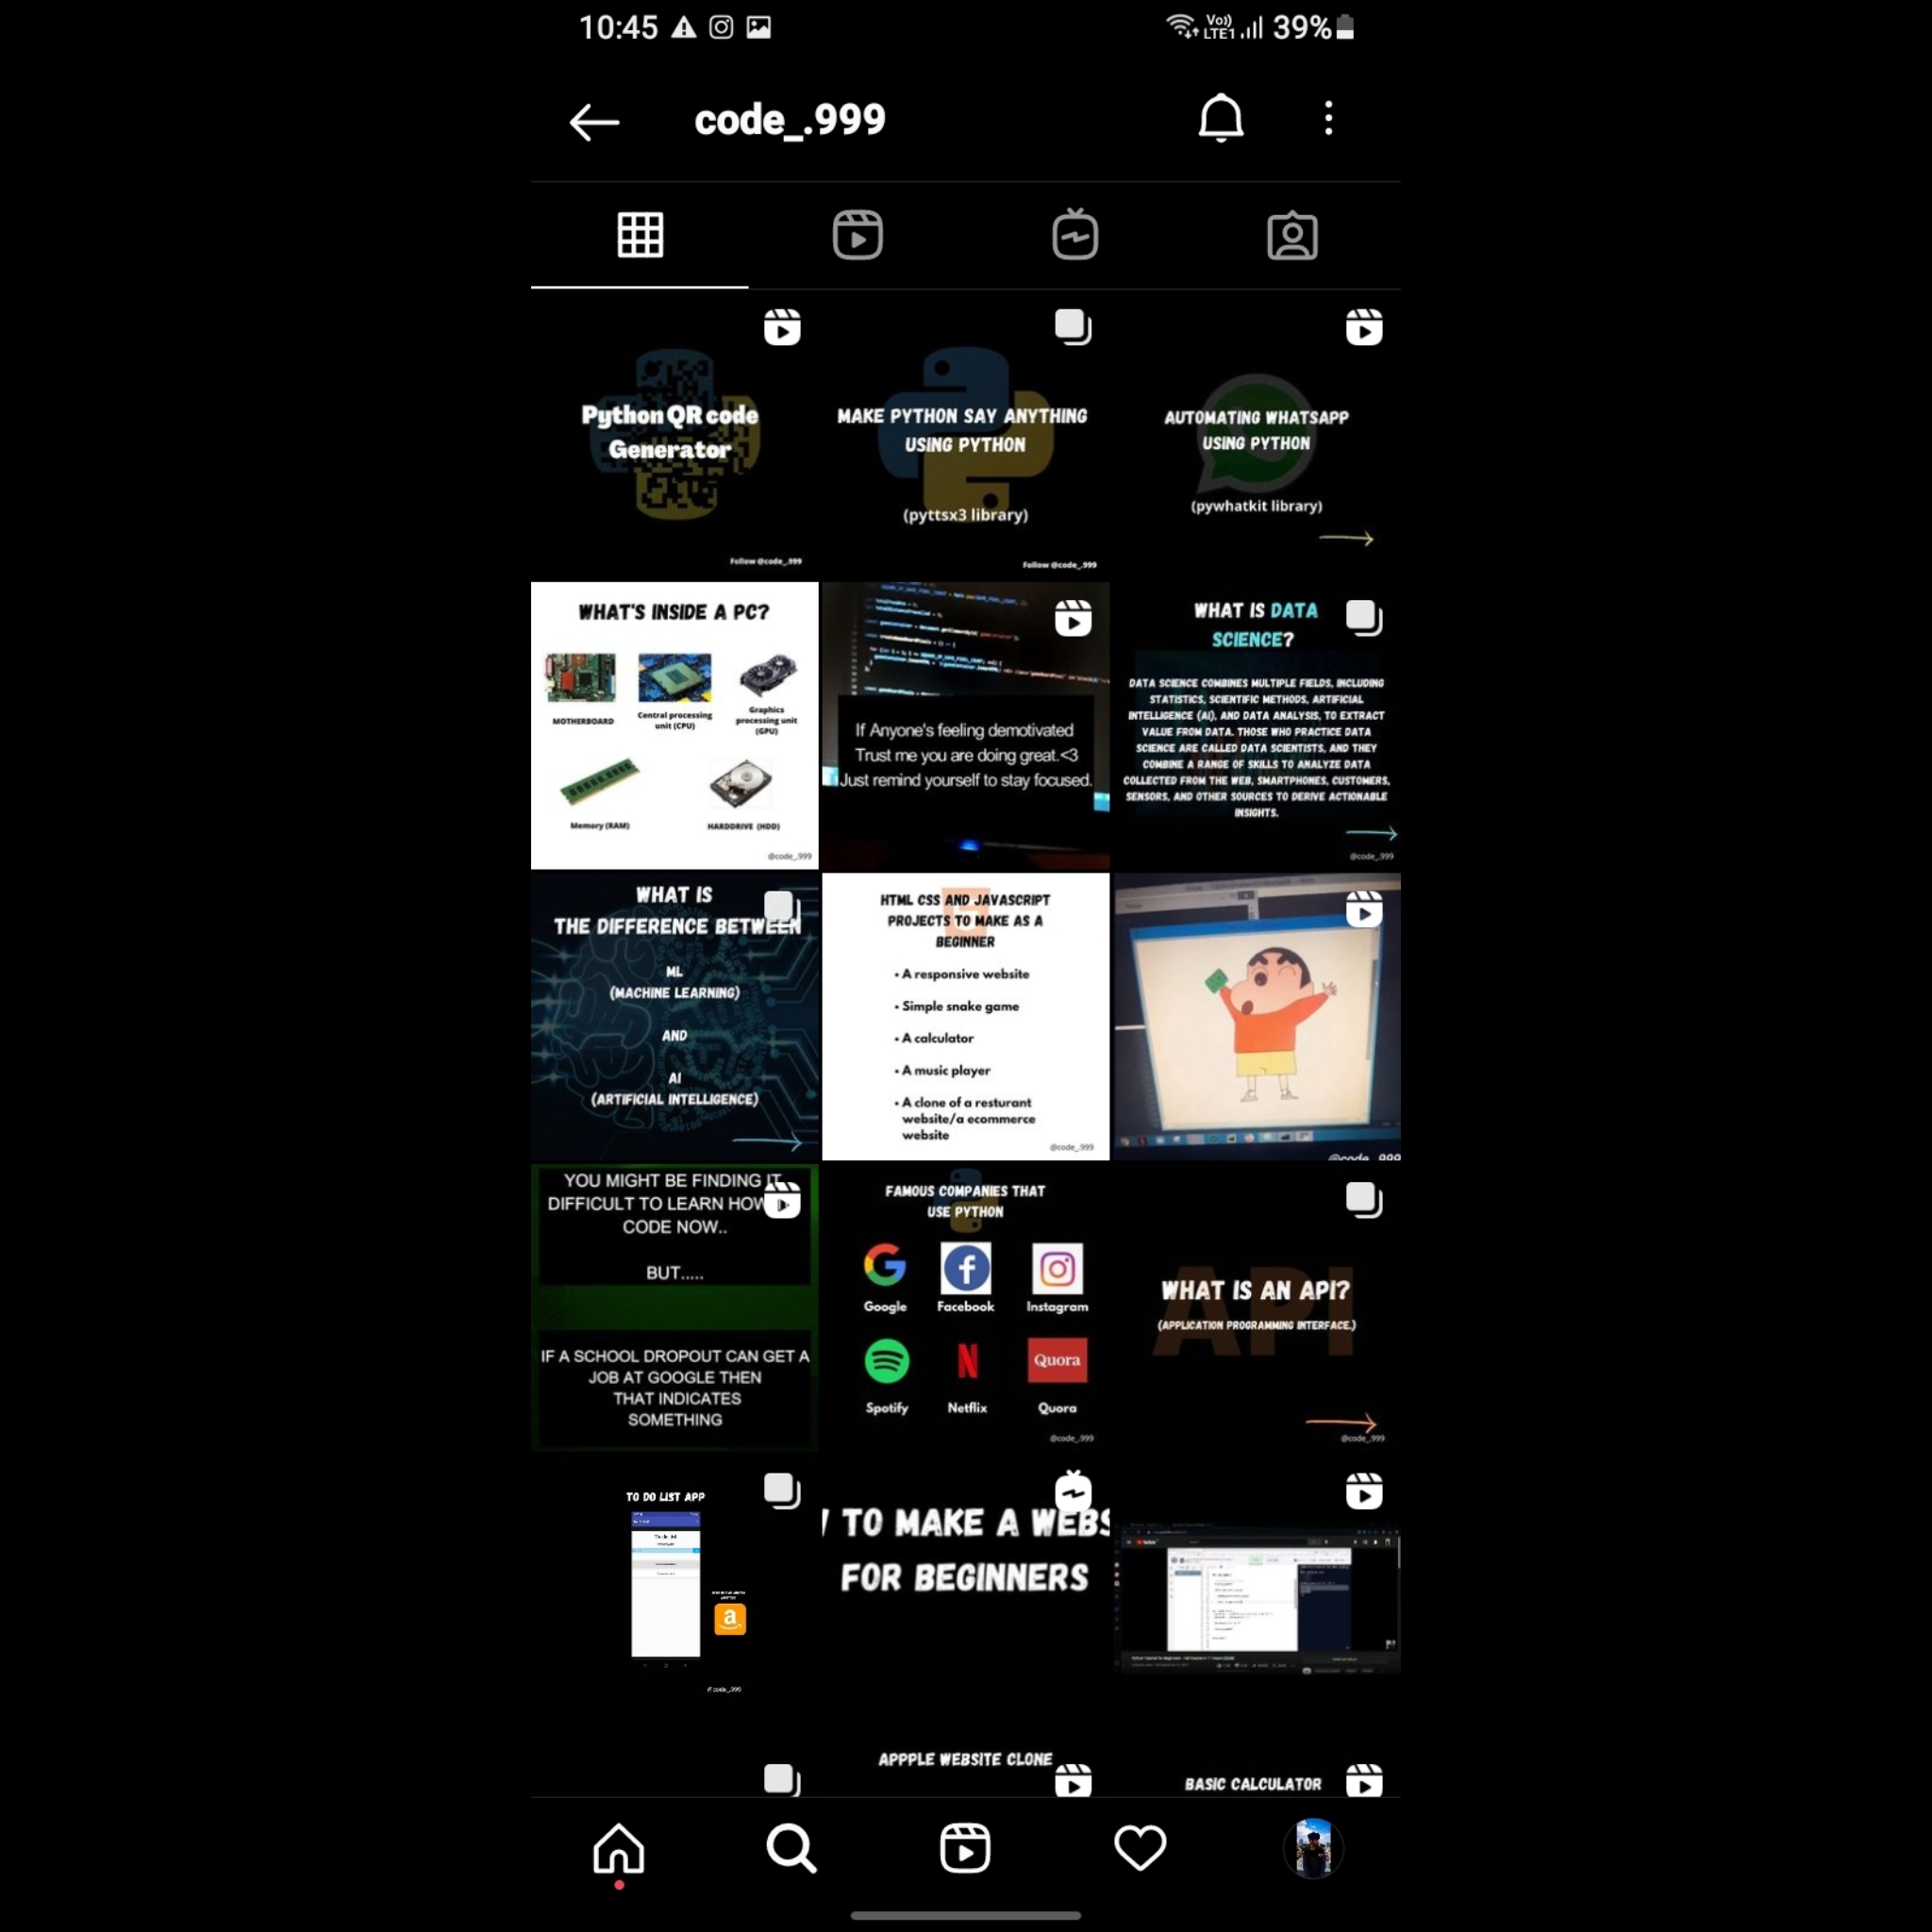 10:45
Vo))
LTE1
39%
code_.999
Python QR code
Generator
Follow @code_.999
MAKE PYTHON SAY ANYTHING
USING PYTHON
(pyttsx3 library)
Follow @code_.999
AUTOMATING WHATSAPP
USING PYTHON
(pywhatkit library)
WHAT'S INSIDE A PC?
MOTHERBOARD
Central processing
unit (CPU)
Graphics
processing unit
(GPU)
Memory (RAM)
HARDDRIVE (HDD)
@code_.999
If Anyone's feeling demotivated
Trust me you are doing great.<3
Just remind yourself to stay focused.
WHAT IS DATA
SCIENCE?
DATA SCIENCE COMBINES MULTIPLE FIELDS, INCLUDING
STATISTICS, SCIENTIFIC METHODS, ARTIFICIAL
INTELLIGENCE (AI), AND DATA ANALYSIS, TO EXTRACT
VALUE FROM DATA. THOSE WHO PRACTICE DATA
SCIENCE ARE CALLED DATA SCIENTISTS, AND THEY
COMBINE A RANGE OF SKILLS TO ANALYZE DATA
COLLECTED FROM THE WEB, SMARTPHONES, CUSTOMERS,
SENSORS, AND OTHER SOURCES TO DERIVE ACTIONABLE
INSIGHTS.
@code_.999
WHAT IS
THE DIFFERENCE BETWEEN
ML
(MACHINE LEARNING)
AND
AI
(ARTIFICIAL INTELLIGENCE)
HTML CSS AND JAVASCRIPT
PROJECTS TO MAKE AS A
BEGINNER
• A responsive website
• Simple snake game
• A calculator
• A music player
• A clone of a resturant
website/a ecommerce
website
@code_.999
@code_.999
YOU MIGHT BE FINDING IT
DIFFICULT TO LEARN HOW
CODE NOW..
BUT.....
IF A SCHOOL DROPOUT CAN GET A
JOB AT GOOGLE THEN
THAT INDICATES
SOMETHING
FAMOUS COMPANIES THAT
USE PYTHON
Google
Facebook
Instagram
Quora
Spotify
Netflix
Quora
@code_.999
API
WHAT IS AN API?
(APPLICATION PROGRAMMING INTERFACE.)
@code_.999
TO DO LIST APP
@code_.999
TO MAKE A WEBS
FOR BEGINNERS
APPPLE WEBSITE CLONE
BASIC CALCULATOR